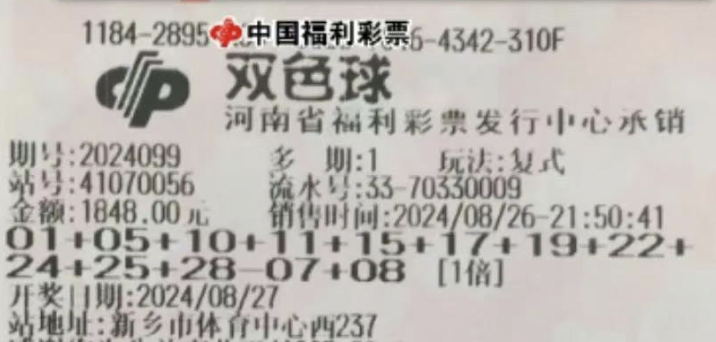 1184-2895 中国福利彩票 6-4342-310F
双色球
河南省福利彩票发行中心承销
期号:2024099 多 期:1 玩法:复式
站号:41070056 流水号:33-70330009
金额:1848.00元 销售时间:2024/08/26-21:50:41
01+05+10+11+15+17+19+22+
24+25+28-07+08 [1倍]
开奖日期:2024/08/27
站地址:新乡市体育中心西237